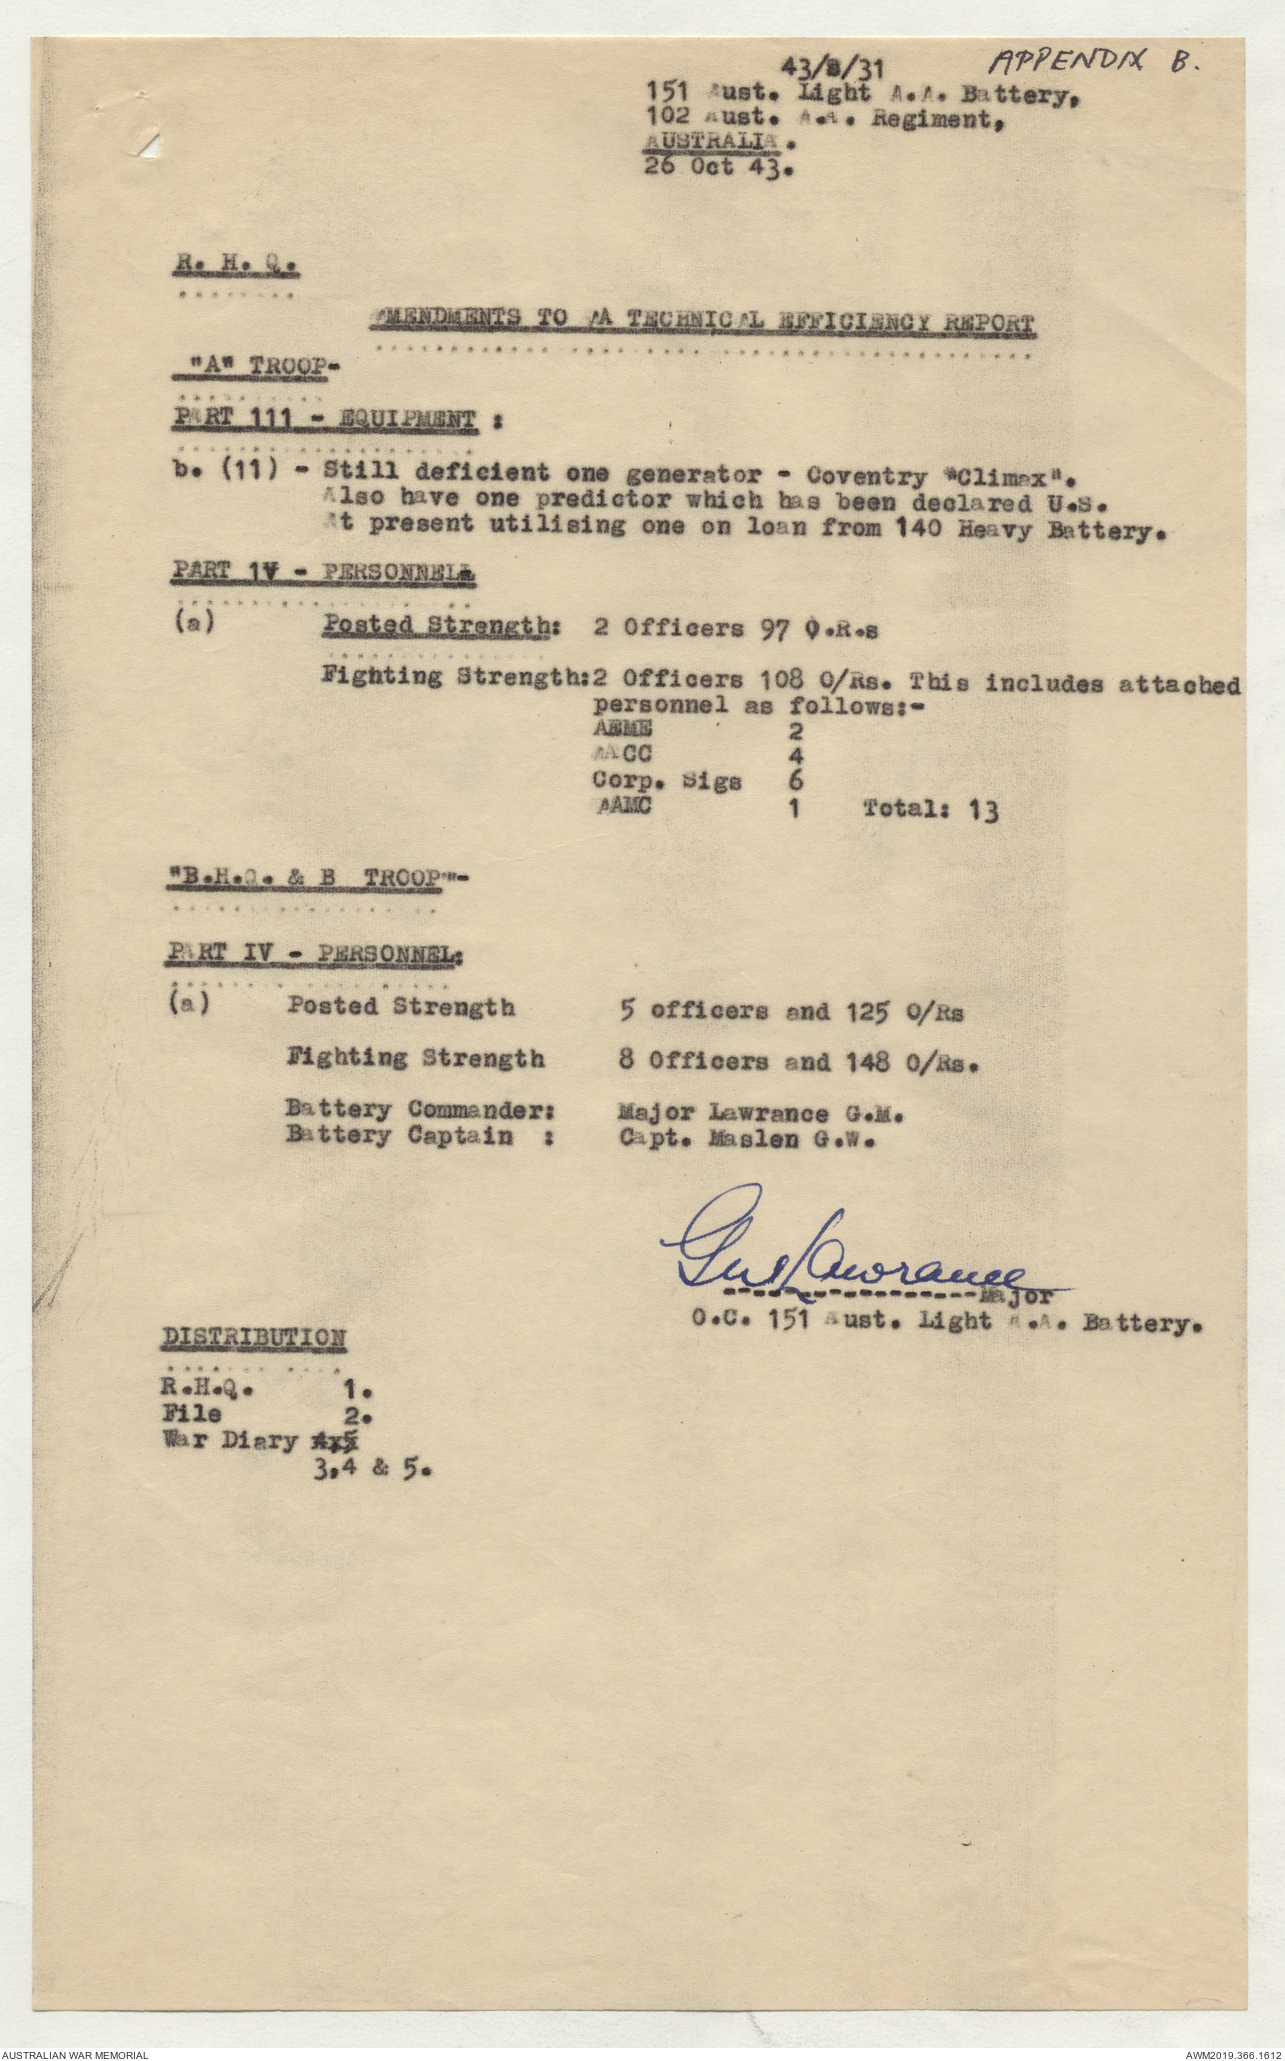 APPENDIX B.
43/8/31
151 Aust. Light A.A. Battery,
102 Aust. A.A. Regiment,
AUSTRALIA.
26 Oct 43.
R. H. Q.
AMENDMENTS TO AA TECHNICAL EFFICIENCY REPORT
"A" TROOP-
PART 111 - EQUIPMENT :
b. (11) - Still deficient one generator - Coventry "Climax".
Also have one predictor which has been declared U.S.
At present utilising one on loan from 140 Heavy Battery.
PART 1V - PERSONNEL
(a) Posted Strength: 2 Officers 97 O.R.s
Fighting Strength:2 Officers 108 O/Rs. This includes attached
personnel as follows:-
AEME 2
AACC 4
Corp. Sigs 6
AAMC 1 Total: 13
"B.H.Q. & B TROOP"-
PART IV - PERSONNEL:
(a) Posted Strength 5 officers and 125 O/Rs
Fighting Strength 8 Officers and 148 O/Rs.
Battery Commander: Major Lawrance G.M.
Battery Captain : Capt. Maslen G.W.
Lawrance
-----------------Major
O.C. 151 Aust. Light A.A. Battery.
DISTRIBUTION
R.H.Q. 1.
File 2.
War Diary
3,4 & 5.
AUSTRALIAN WAR MEMORIAL
AWM2019.366.1612